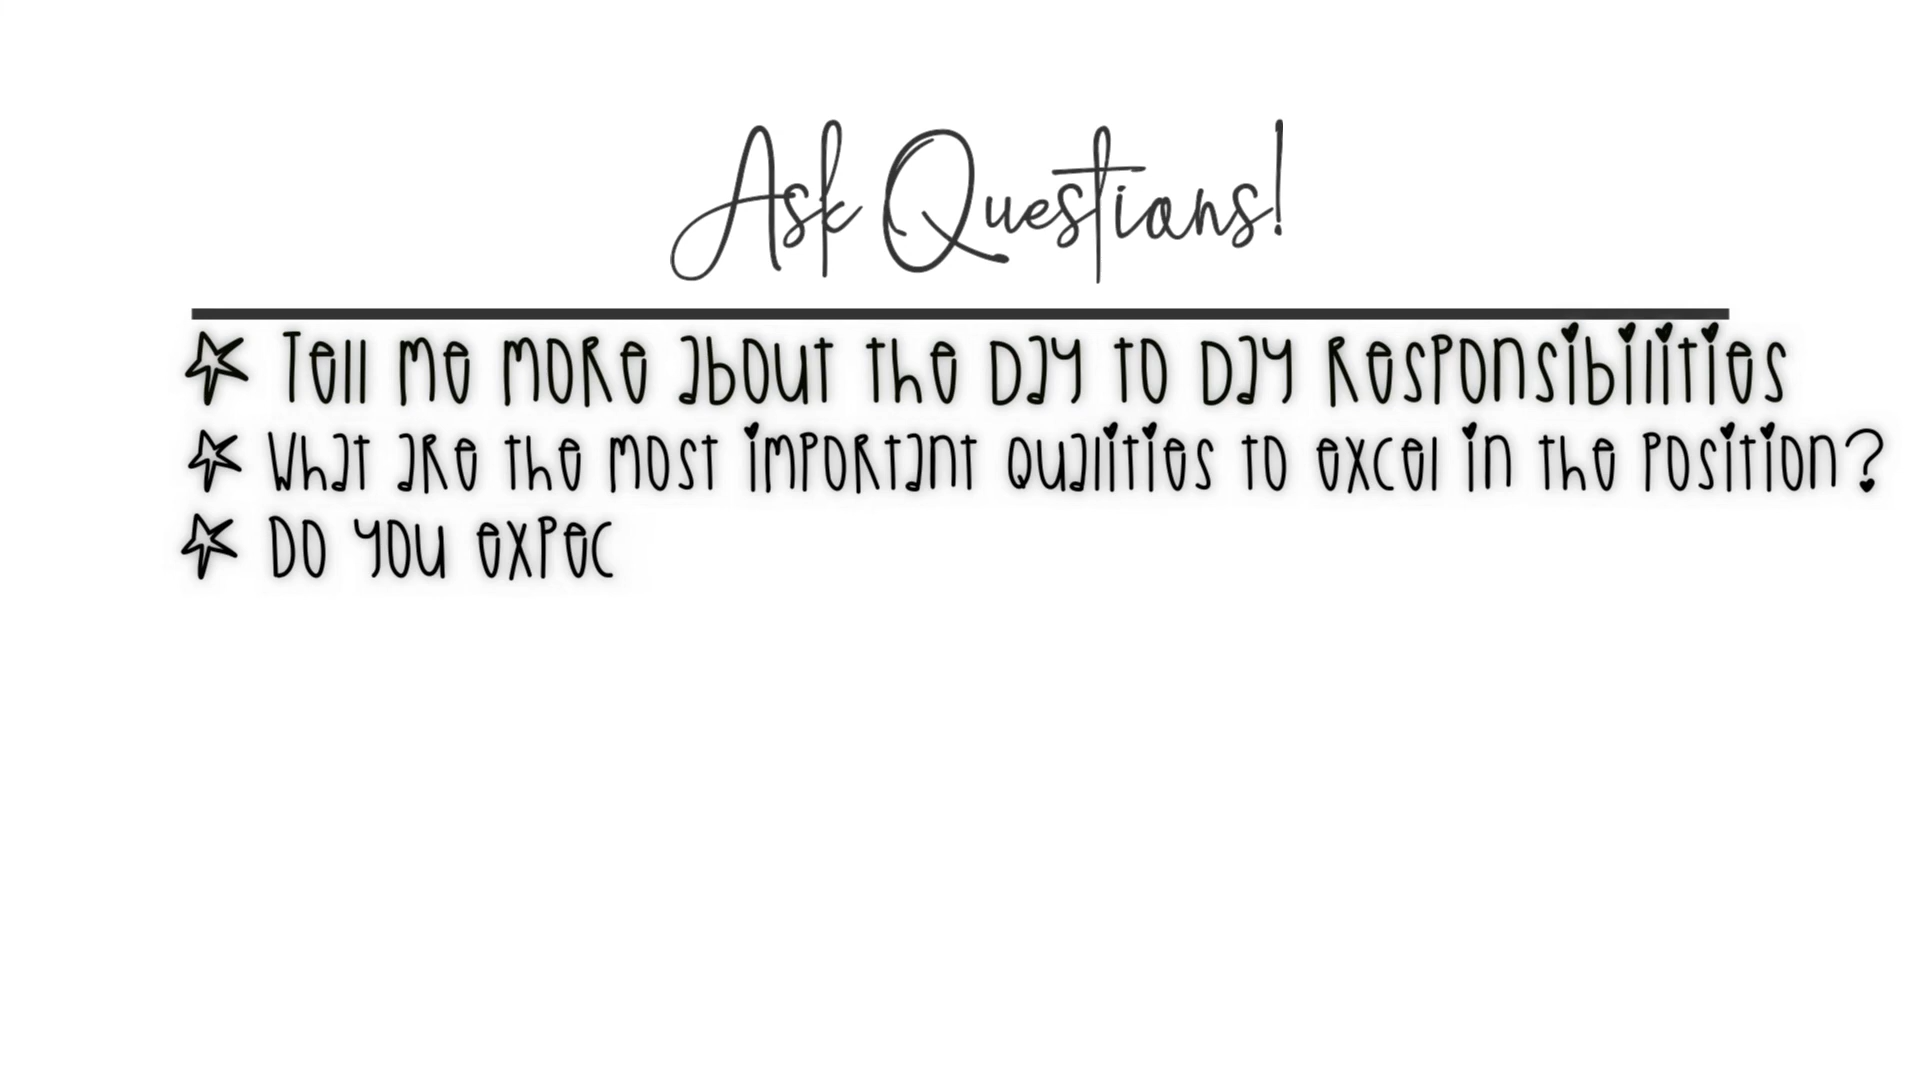 Ask Questions!
Tell me more about the Day to Day Responsibilities
What are the most important qualities to excel in the position?
Do you expec